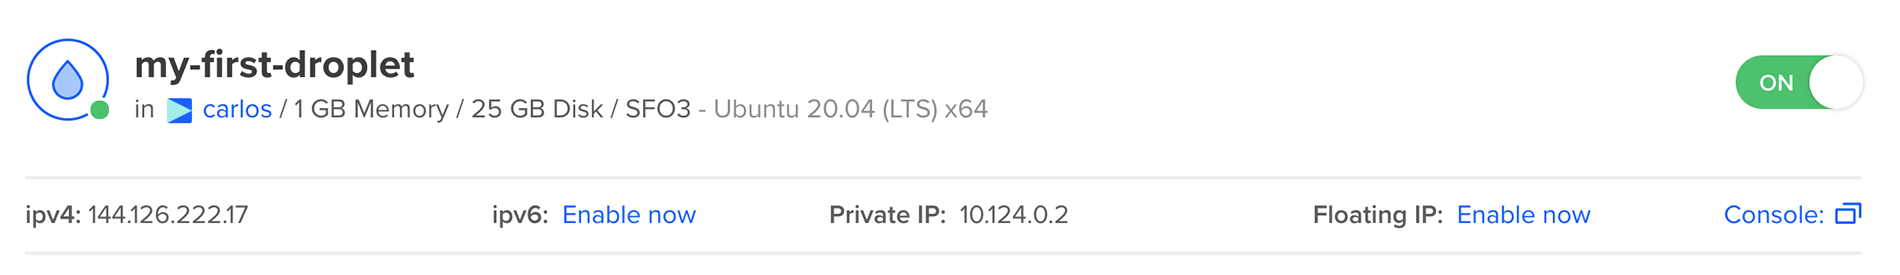 my-first-droplet
ON
in carlos / 1 GB Memory / 25 GB Disk / SFO3 - Ubuntu 20.04 (LTS) x64
ipv4: 144.126.222.17 ipv6: Enable now Private IP: 10.124.0.2 Floating IP: Enable now Console: